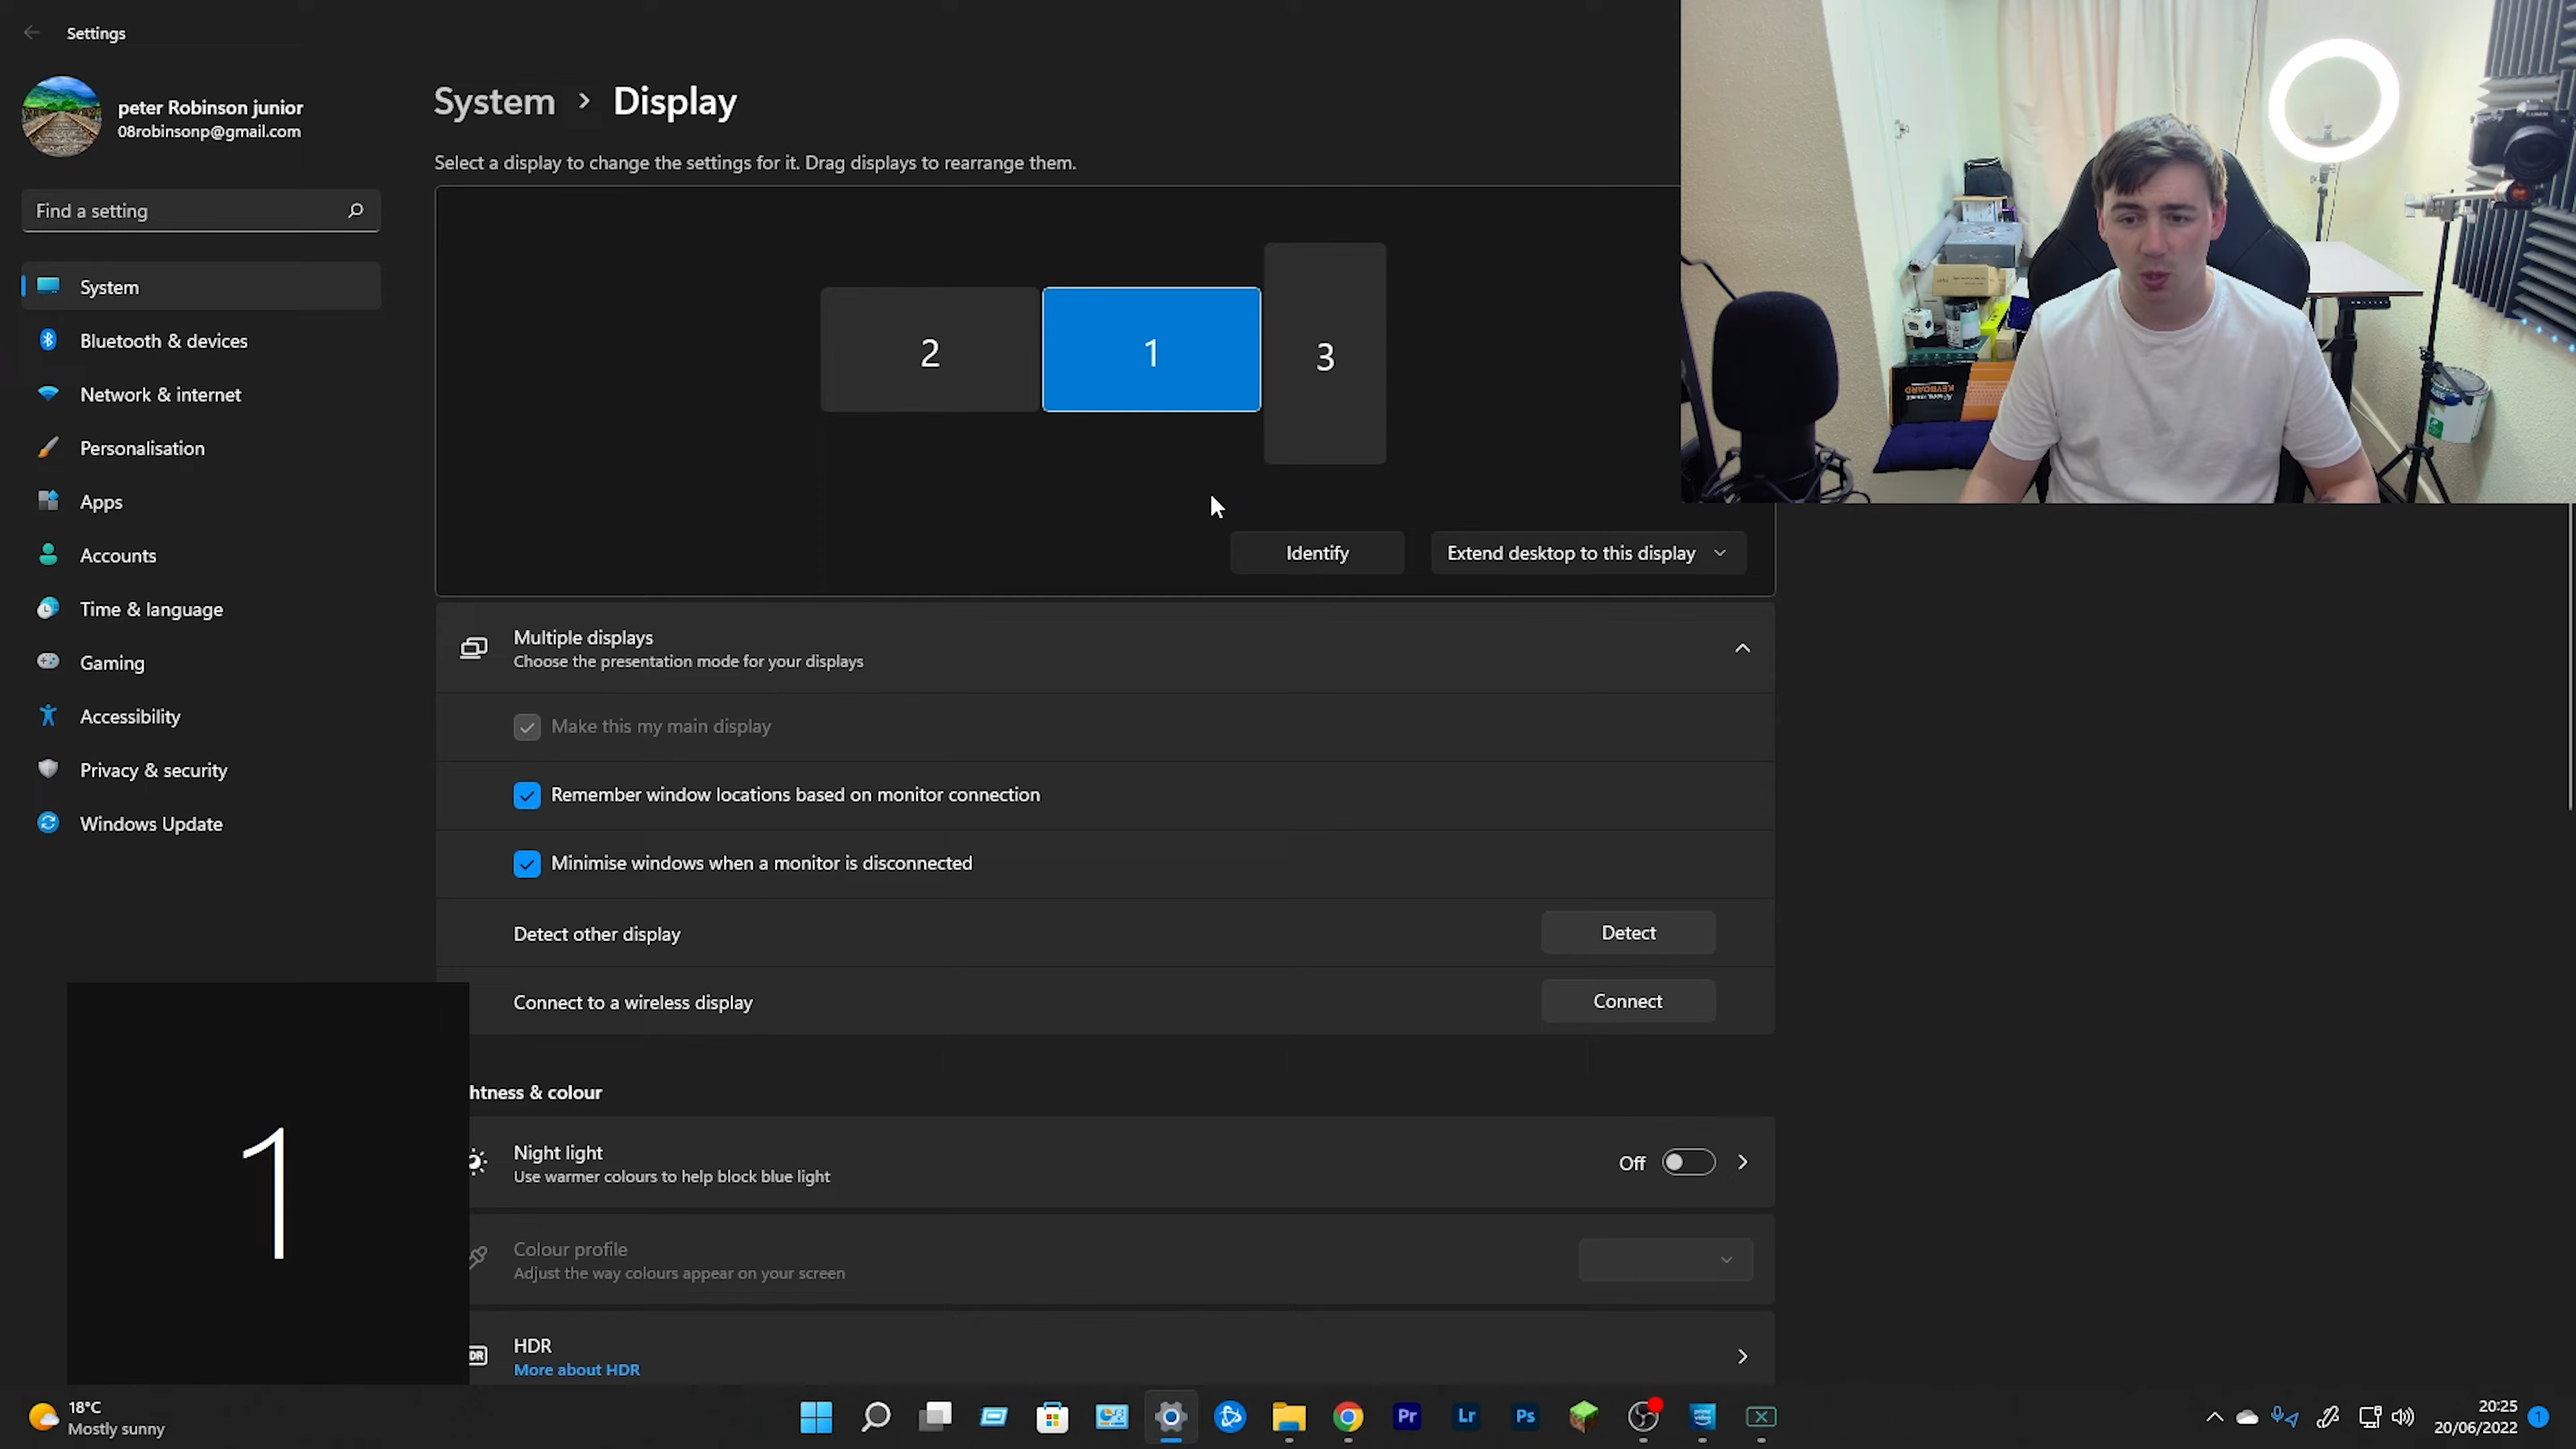 Settings
peter Robinson junior
08robinsonp@gmail.com
Find a setting
System
Bluetooth & devices
Network & internet
Personalisation
Apps
Accounts
Time & language
Gaming
Accessibility
Privacy & security
Windows Update
System > Display
Select a display to change the settings for it. Drag displays to rearrange them.
2
1
3
Identify
Extend desktop to this display
Multiple displays
Choose the presentation mode for your displays
Make this my main display
Remember window locations based on monitor connection
Minimise windows when a monitor is disconnected
Detect other display
Detect
Connect to a wireless display
Connect
htness & colour
Night light
Use warmer colours to help block blue light
Off
Colour profile
Adjust the way colours appear on your screen
HDR
More about HDR
1
KEYBOARD
18°C
Mostly sunny
Pr
Lr
Ps
20:25
20/06/2022
1